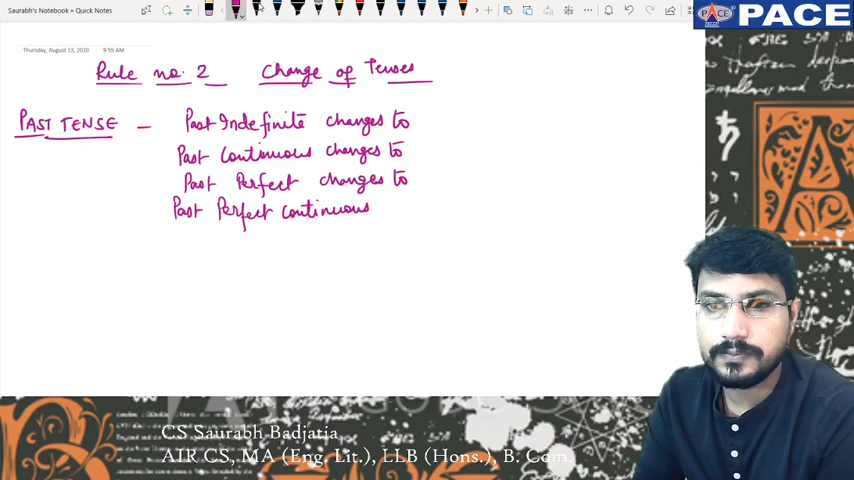 Saurabh's Notebook » Quick Notes
PACE
PACE
Thursday, August 13, 2020 9:55 AM
Rule no. 2 Change of Tenses
PAST TENSE – Past Indefinite changes to
Past Continuous changes to
Past Perfect changes to
Past Perfect continuous
A
CS Saurabh Badjatia
AIR CS, MA (Eng. Lit.), LLB (Hons.), B. Com.